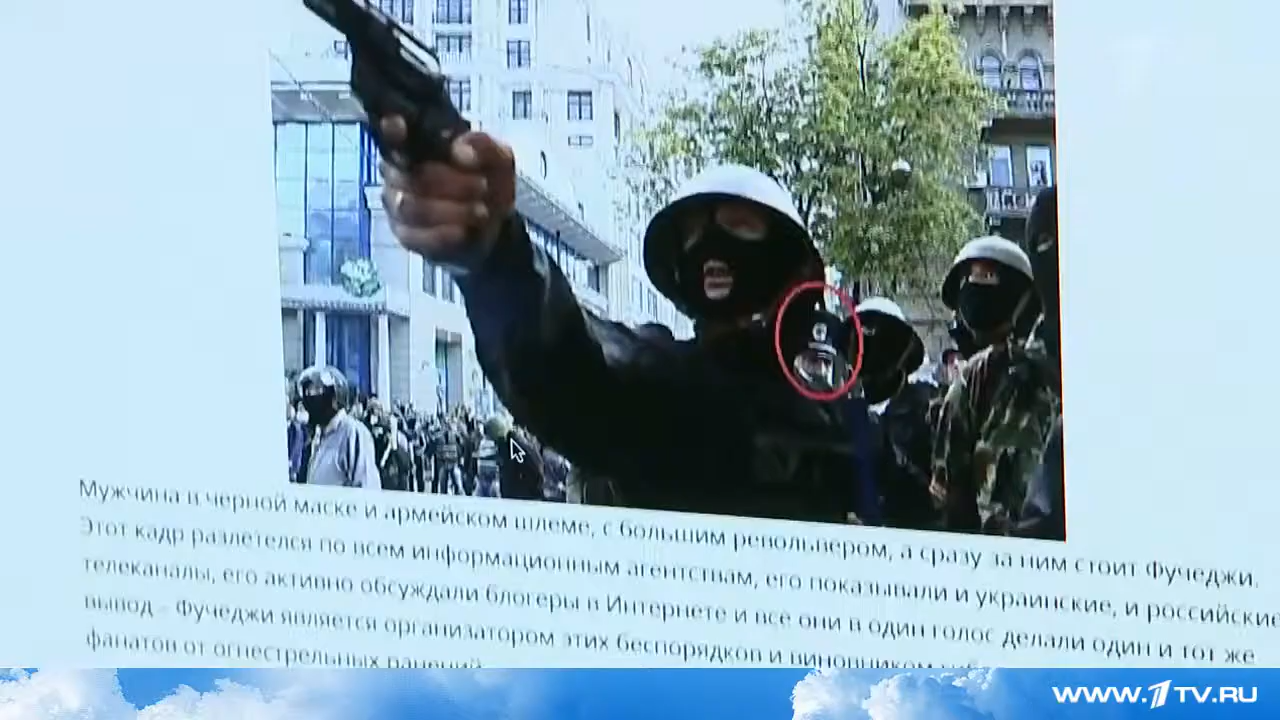 Мужчина в черной маске и армейском шлеме, с большим револьвером, а сразу за ним стоит Фучеджи.
Этот кадр разлетелся по всем информационным агентствам, его показывали и украинские, и российские
телеканалы, его активно обсуждали блогеры в Интернете и все они в один голос делали один и тот же
вывод - Фучеджи является организатором этих беспорядков и виновником
фанатов от огнестрельных ранений
www.1TV.RU